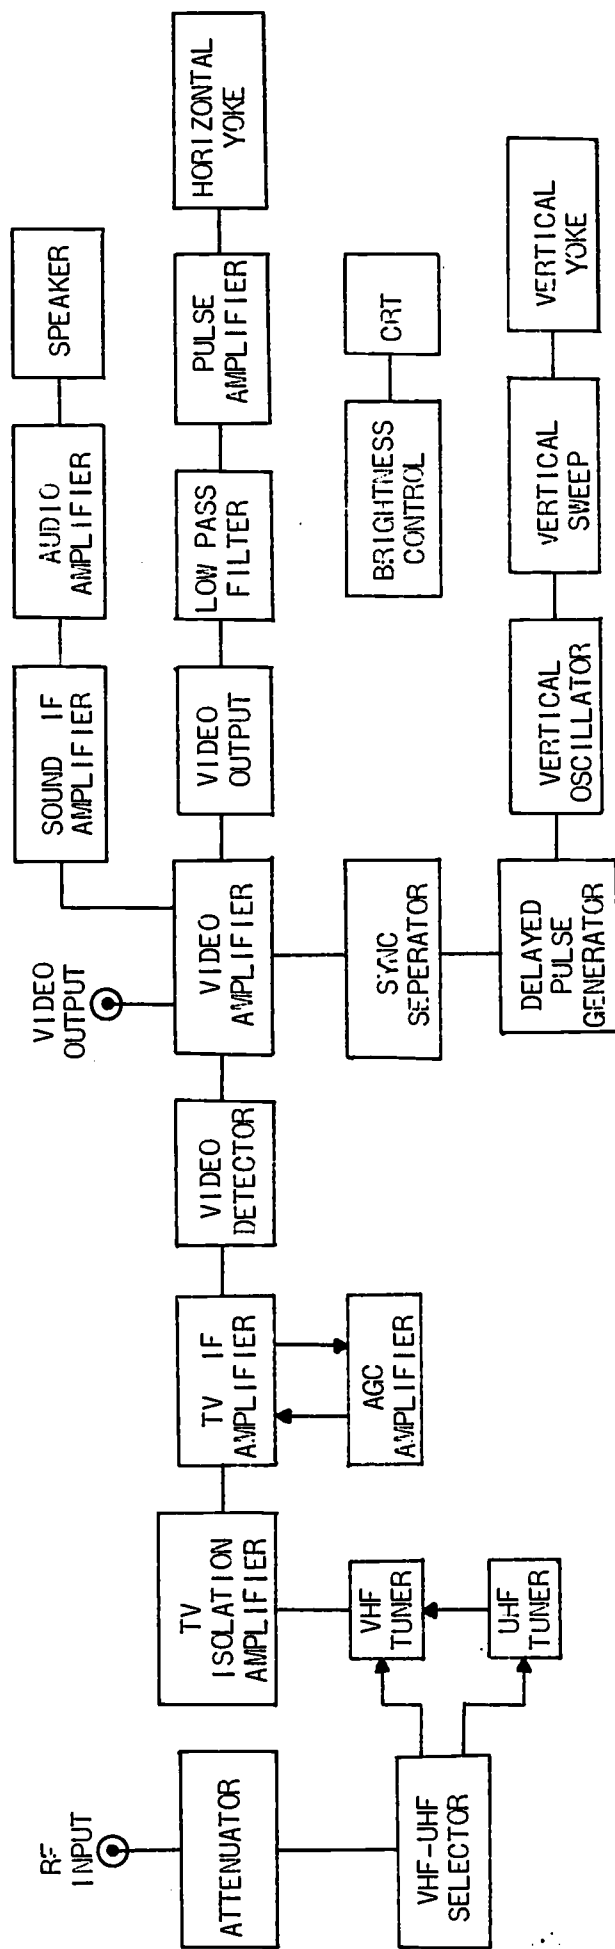 RF
INPUT
ATTENUATOR
VHF-UHF
SELECTOR
VHF
TUNER
UHF
TUNER
TV
ISOLATION
AMPLIFIER
TV IF
AMPLIFIER
AGC
AMPLIFIER
VIDEO
DETECTOR
VIDEO
OUTPUT
VIDEO
AMPLIFIER
SOUND IF
AMPLIFIER
AUDIO
AMPLIFIER
SPEAKER
VIDEO
OUTPUT
LOW PASS
FILTER
PULSE
AMPLIFIER
HORIZONTAL
YOKE
SYNC
SEPERATOR
BRIGHTNESS
CONTROL
CRT
DELAYED
PULSE
GENERATOR
VERTICAL
OSCILLATOR
VERTICAL
SWEEP
VERTICAL
YOKE